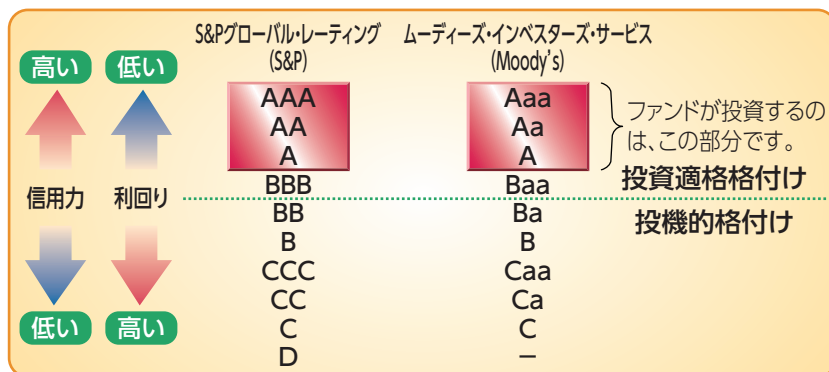 S&Pグローバル・レーティング
(S&P)
ムーディーズ・インベスターズ・サービス
(Moody's)
高い 低い
AAA Aaa
AA Aa
A A
ファンドが投資するの
は、この部分です。
BBB Baa 投資適格格付け
信用力 利回り
BB Ba 投機的格付け
B B
CCC Caa
CC Ca
低い 高い
C C
D –